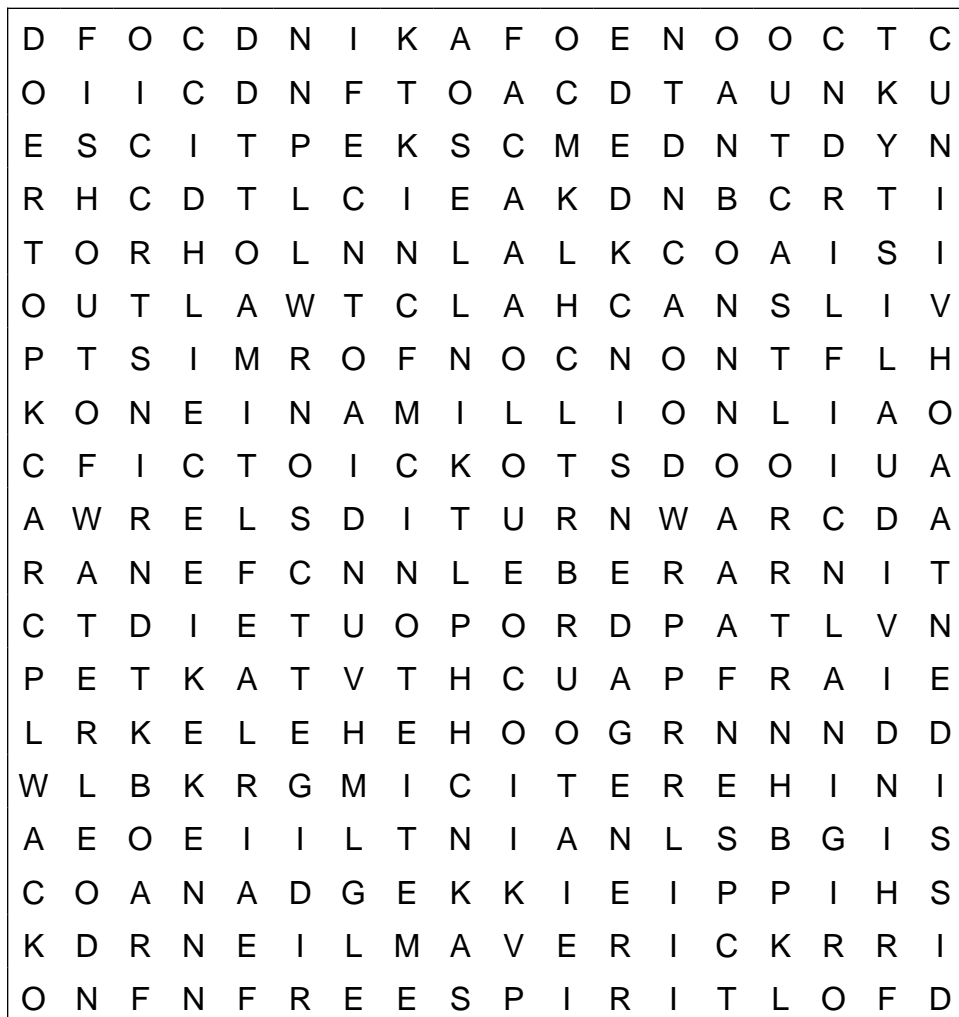 D F O C D N I K A F O E N O O C T C
O I I C D N F T O A C D T A U N K U
E S C I T P E K S C M E D N T D Y N
R H C D T L C I E A K D N B C R T I
T O R H O L N N L A L K C O A I S I
O U T L A W T C L A H C A N S L I V
P T S I M R O F N O C N O N T F L H
K O N E I N A M I L L I O N L I A O
C F I C T O I C K O T S D O O I U A
A W R E L S D I T U R N W A R C D A
R A N E F C N N L E B E R A R N I T
C T D I E T U O P O R D P A T L V N
P E T K A T V T H C U A P F R A I E
L R K E L E H E H O O G R N N N D D
W L B K R G M I C I T E R E H I N I
A E O E I I L T N I A N L S B G I S
C O A N A D G E K K I E I P P I H S
K D R N E I L M A V E R I C K R R I
O N F N F R E E S P I R I T L O F D